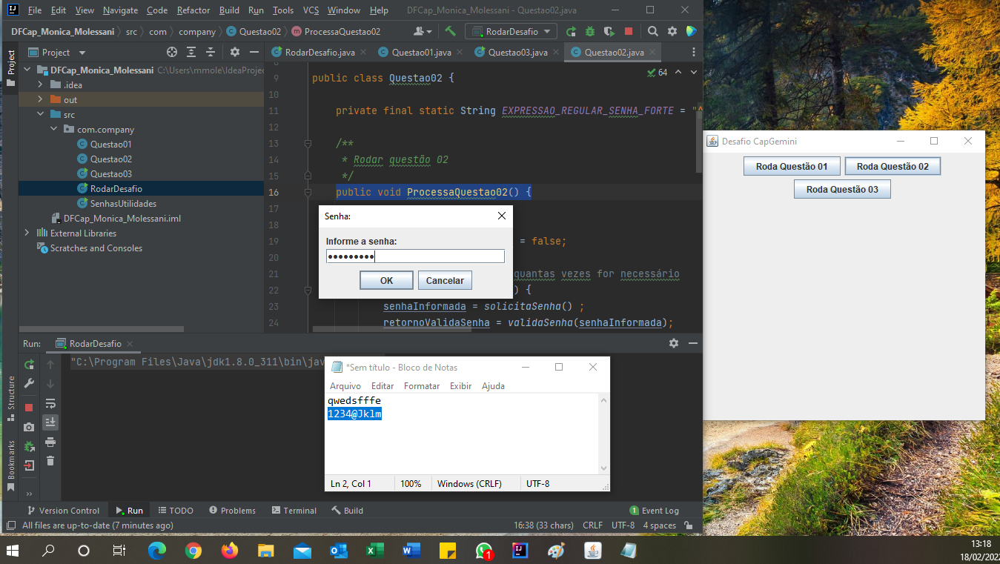 File Edit View Navigate Code Refactor Build Run Tools VCS Window Help DFCap_Monica_Molessani - Questao02.java
DFCap_Monica_Molessani src com company Questao02 ProcessaQuestao02 RodarDesafio
Project
Project
RodarDesafio.java Questao01.java Questao03.java Questao02.java
DFCap_Monica_Molessani C:\Users\mmole\IdeaProjec
.idea
out
src
com.company
Questao01
Questao02
Questao03
RodarDesafio
SenhasUtilidades
DFCap_Monica_Molessani.iml
External Libraries
Scratches and Consoles
64
9 public class Questao02 {
10
11 private final static String EXPRESSAO_REGULAR_SENHA_FORTE = "^
12
13 /**
14 * Rodar questão 02
15 */
16 public void ProcessaQuestao02() {
17
18
19 = false;
20
21 quantas vezes for necessário
22 ) {
23 senhaInformada = solicitaSenha() ;
24 retornoValidaSenha = validaSenha(senhaInformada);
Senha:
Informe a senha:
•••••••••
OK Cancelar
Desafio CapGemini
Roda Questão 01 Roda Questão 02
Roda Questão 03
Run: RodarDesafio
"C:\Program Files\Java\jdk1.8.0_311\bin\jav
Structure
Bookmarks
*Sem título - Bloco de Notas
Arquivo Editar Formatar Exibir Ajuda
qwedsfffe
1234@Jklm
Ln 2, Col 1 100% Windows (CRLF) UTF-8
Version Control Run TODO Problems Terminal Build 1 Event Log
All files are up-to-date (7 minutes ago) 16:38 (33 chars) CRLF UTF-8 4 spaces
1
13:18
18/02/2022